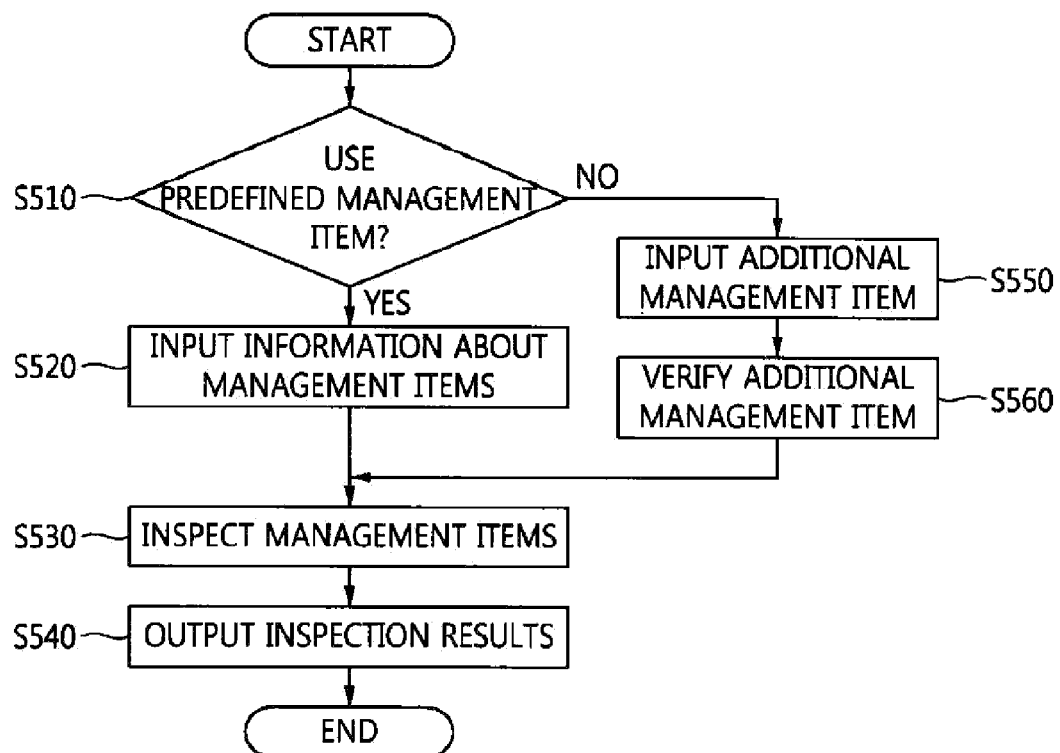 START
USE
PREDEFINED MANAGEMENT
ITEM?
S510
NO
YES
INPUT ADDITIONAL
MANAGEMENT ITEM
S550
INPUT INFORMATION ABOUT
MANAGEMENT ITEMS
S520
VERIFY ADDITIONAL
MANAGEMENT ITEM
S560
S530
INSPECT MANAGEMENT ITEMS
S540
OUTPUT INSPECTION RESULTS
END